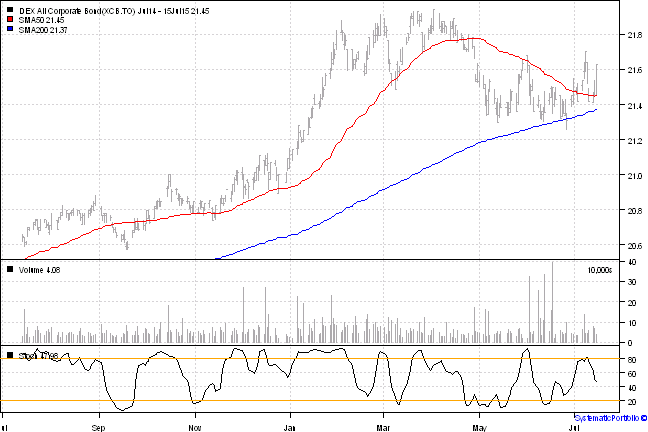 DEX All Corporate Bond(XCB.TO) Jul14 - 15Jul15 21.45
SMA50 21.45
SMA200 21.37
21.8
21.6
21.4
21.2
21.0
20.8
20.6
Volume 4.08
10,000s
40
30
20
10
0
80
60
40
20
ul
Sep
Nov
Jan
Mar
May
Jul
SystematicPortfolio ©